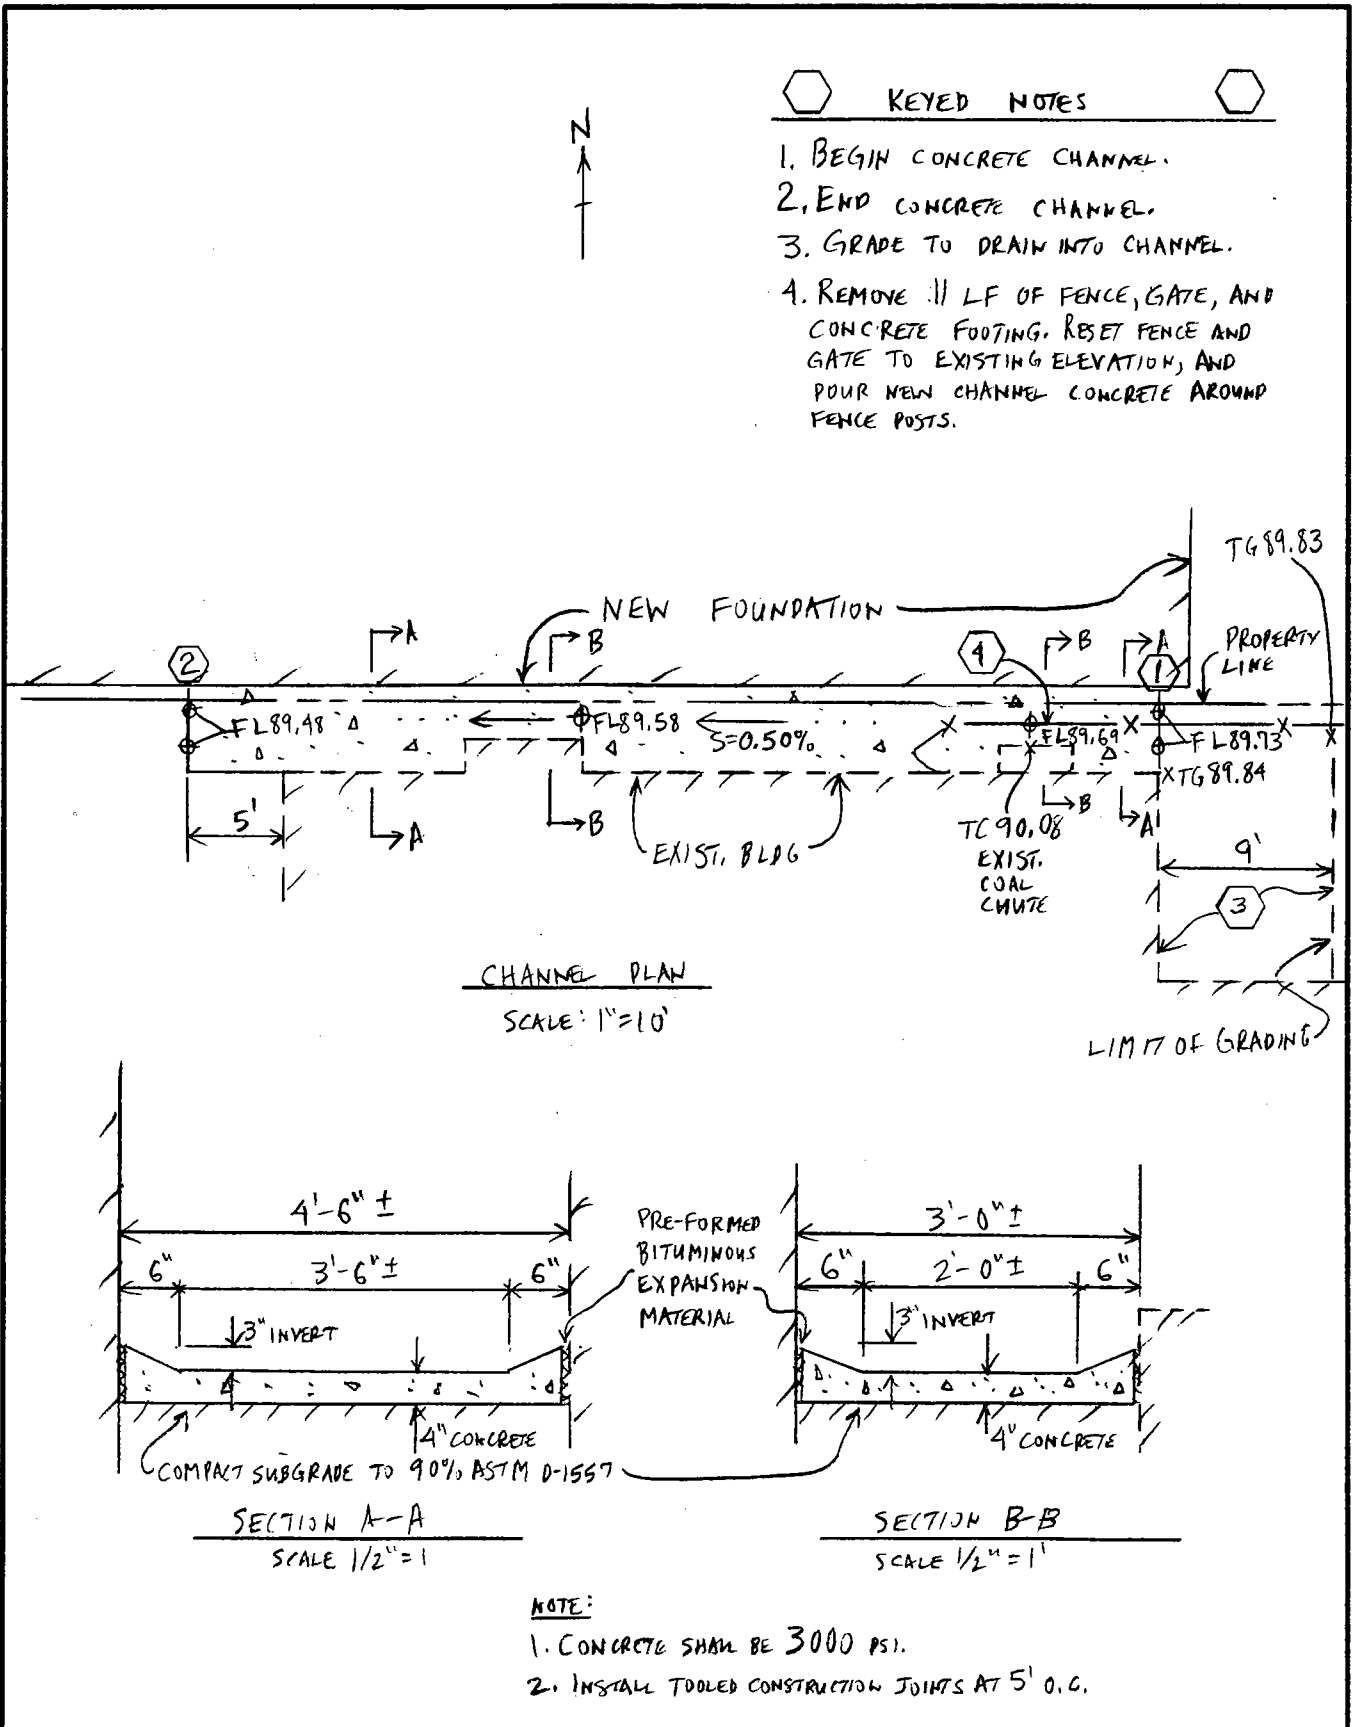 KEYED NOTES
1. BEGIN CONCRETE CHANNEL.
2. END CONCRETE CHANNEL.
3. GRADE TO DRAIN INTO CHANNEL.
4. REMOVE 11 LF OF FENCE, GATE, AND
CONCRETE FOOTING. RESET FENCE AND
GATE TO EXISTING ELEVATION, AND
POUR NEW CHANNEL CONCRETE AROUND
FENCE POSTS.
N
TG 89.83
NEW FOUNDATION
PROPERTY
LINE
2
A
B
4
B
A
1
FL 89.48
FL 89.58
S=0.50%
FL 89.69
FL 89.73
TG 89.84
5'
A
B
B
A
EXIST. BLDG
TC 90.08
EXIST.
COAL
CHUTE
9'
3
CHANNEL PLAN
SCALE: 1"=10'
LIMIT OF GRADING
4'-6" ±
6"
3'-6" ±
6"
3" INVERT
4" CONCRETE
PRE-FORMED
BITUMINOUS
EXPANSION
MATERIAL
3'-0" ±
6"
2'-0" ±
6"
3" INVERT
4" CONCRETE
COMPACT SUBGRADE TO 90% ASTM D-1557
SECTION A-A
SCALE 1/2"=1
SECTION B-B
SCALE 1/2"=1'
NOTE:
1. CONCRETE SHALL BE 3000 PSI.
2. INSTALL TOOLED CONSTRUCTION JOINTS AT 5' O.C.